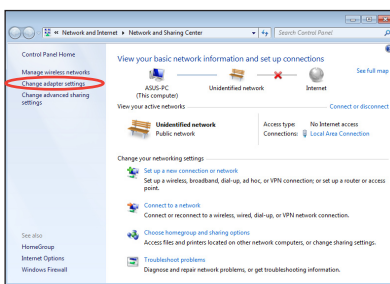 « Network and Internet ▸ Network and Sharing Center
Search Control Panel
Control Panel Home
Manage wireless networks
Change adapter settings
Change advanced sharing
settings
View your basic network information and set up connections
See full map
ASUS-PC
(This computer)
Unidentified network
Internet
View your active networks
Connect or disconnect
Unidentified network
Public network
Access type: No Internet access
Connections: Local Area Connection
Change your networking settings
Set up a new connection or network
Set up a wireless, broadband, dial-up, ad hoc, or VPN connection; or set up a router or access
point.
Connect to a network
Connect or reconnect to a wireless, wired, dial-up, or VPN network connection.
Choose homegroup and sharing options
Access files and printers located on other network computers, or change sharing settings.
Troubleshoot problems
Diagnose and repair network problems, or get troubleshooting information.
See also
HomeGroup
Internet Options
Windows Firewall